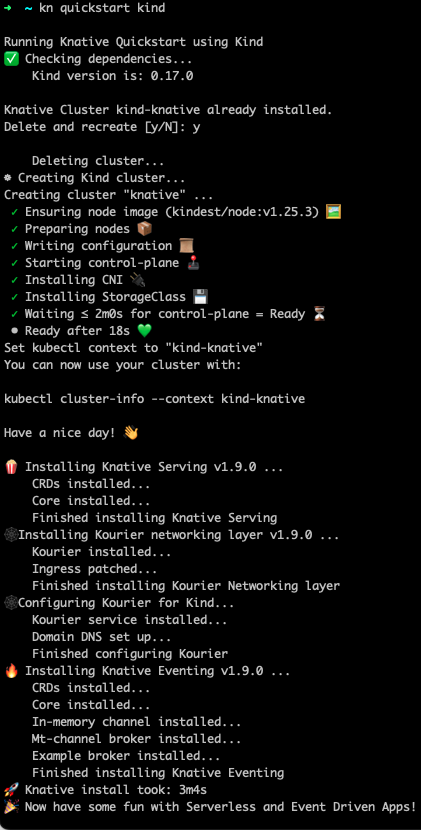 ➜ ~ kn quickstart kind
Running Knative Quickstart using Kind
✅ Checking dependencies...
Kind version is: 0.17.0
Knative Cluster kind-knative already installed.
Delete and recreate [y/N]: y
Deleting cluster...
☸ Creating Kind cluster...
Creating cluster "knative" ...
✓ Ensuring node image (kindest/node:v1.25.3) 🖼
✓ Preparing nodes 📦
✓ Writing configuration 📜
✓ Starting control-plane 🕹️
✓ Installing CNI 🔌
✓ Installing StorageClass 💾
✓ Waiting ≤ 2m0s for control-plane = Ready ⏳
• Ready after 18s 💚
Set kubectl context to "kind-knative"
You can now use your cluster with:
kubectl cluster-info --context kind-knative
Have a nice day! 👋
🍿 Installing Knative Serving v1.9.0 ...
CRDs installed...
Core installed...
Finished installing Knative Serving
🕸️Installing Kourier networking layer v1.9.0 ...
Kourier installed...
Ingress patched...
Finished installing Kourier Networking layer
🕸️Configuring Kourier for Kind...
Kourier service installed...
Domain DNS set up...
Finished configuring Kourier
🔥 Installing Knative Eventing v1.9.0 ...
CRDs installed...
Core installed...
In-memory channel installed...
Mt-channel broker installed...
Example broker installed...
Finished installing Knative Eventing
🚀 Knative install took: 3m4s
🎉 Now have some fun with Serverless and Event Driven Apps!